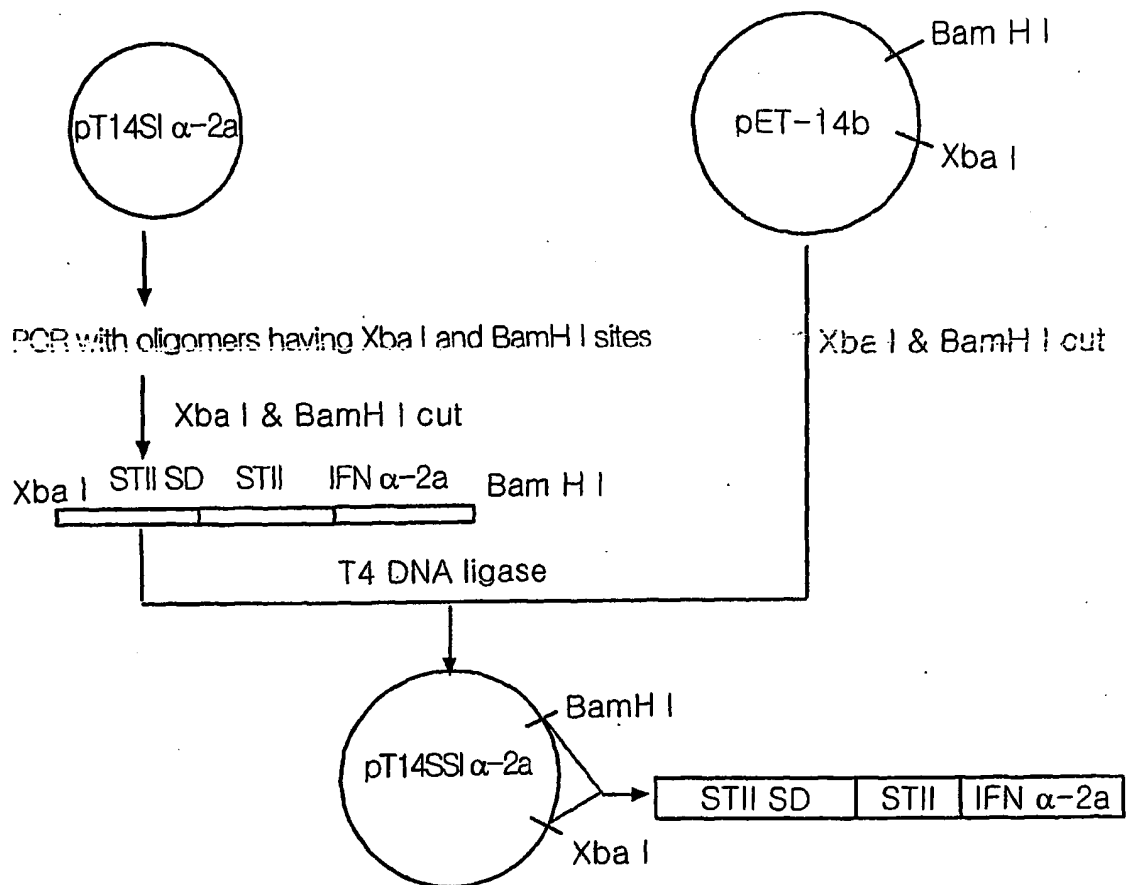 Bam H I
pT14SI α-2a
pET-14b
Xba I
PCR with oligomers having Xba I and BamH I sites
Xba I & BamH I cut
Xba I & BamH I cut
Xba I STII SD STII IFN α-2a Bam H I
T4 DNA ligase
BamH I
pT14SSI α-2a
STII SD STII IFN α-2a
Xba I